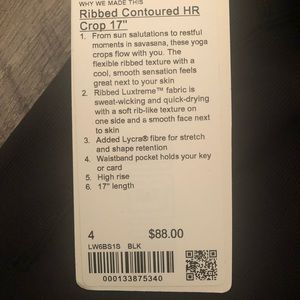 WHY WE MADE THIS
Ribbed Contoured HR
Crop 17"
1. From sun salutations to restful
moments in savasana, these yoga
crops flow with you. The
flexible ribbed texture with a
cool, smooth sensation feels
great next to your skin
2. Ribbed Luxtreme™ fabric is
sweat-wicking and quick-drying
with a soft rib-like texture on
one side and a smooth face next
to skin
3. Added Lycra® fibre for stretch
and shape retention
4. Waistband pocket holds your key
or card
5. High rise
6. 17" length
4 $88.00
LW6BS1S BLK
000133875340